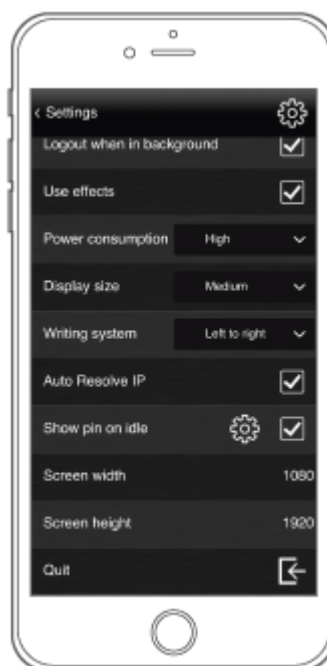 ‹ Settings
Logout when in background
Use effects
Power consumption High
Display size Medium
Writing system Left to right
Auto Resolve IP
Show pin on idle
Screen width 1080
Screen height 1920
Quit